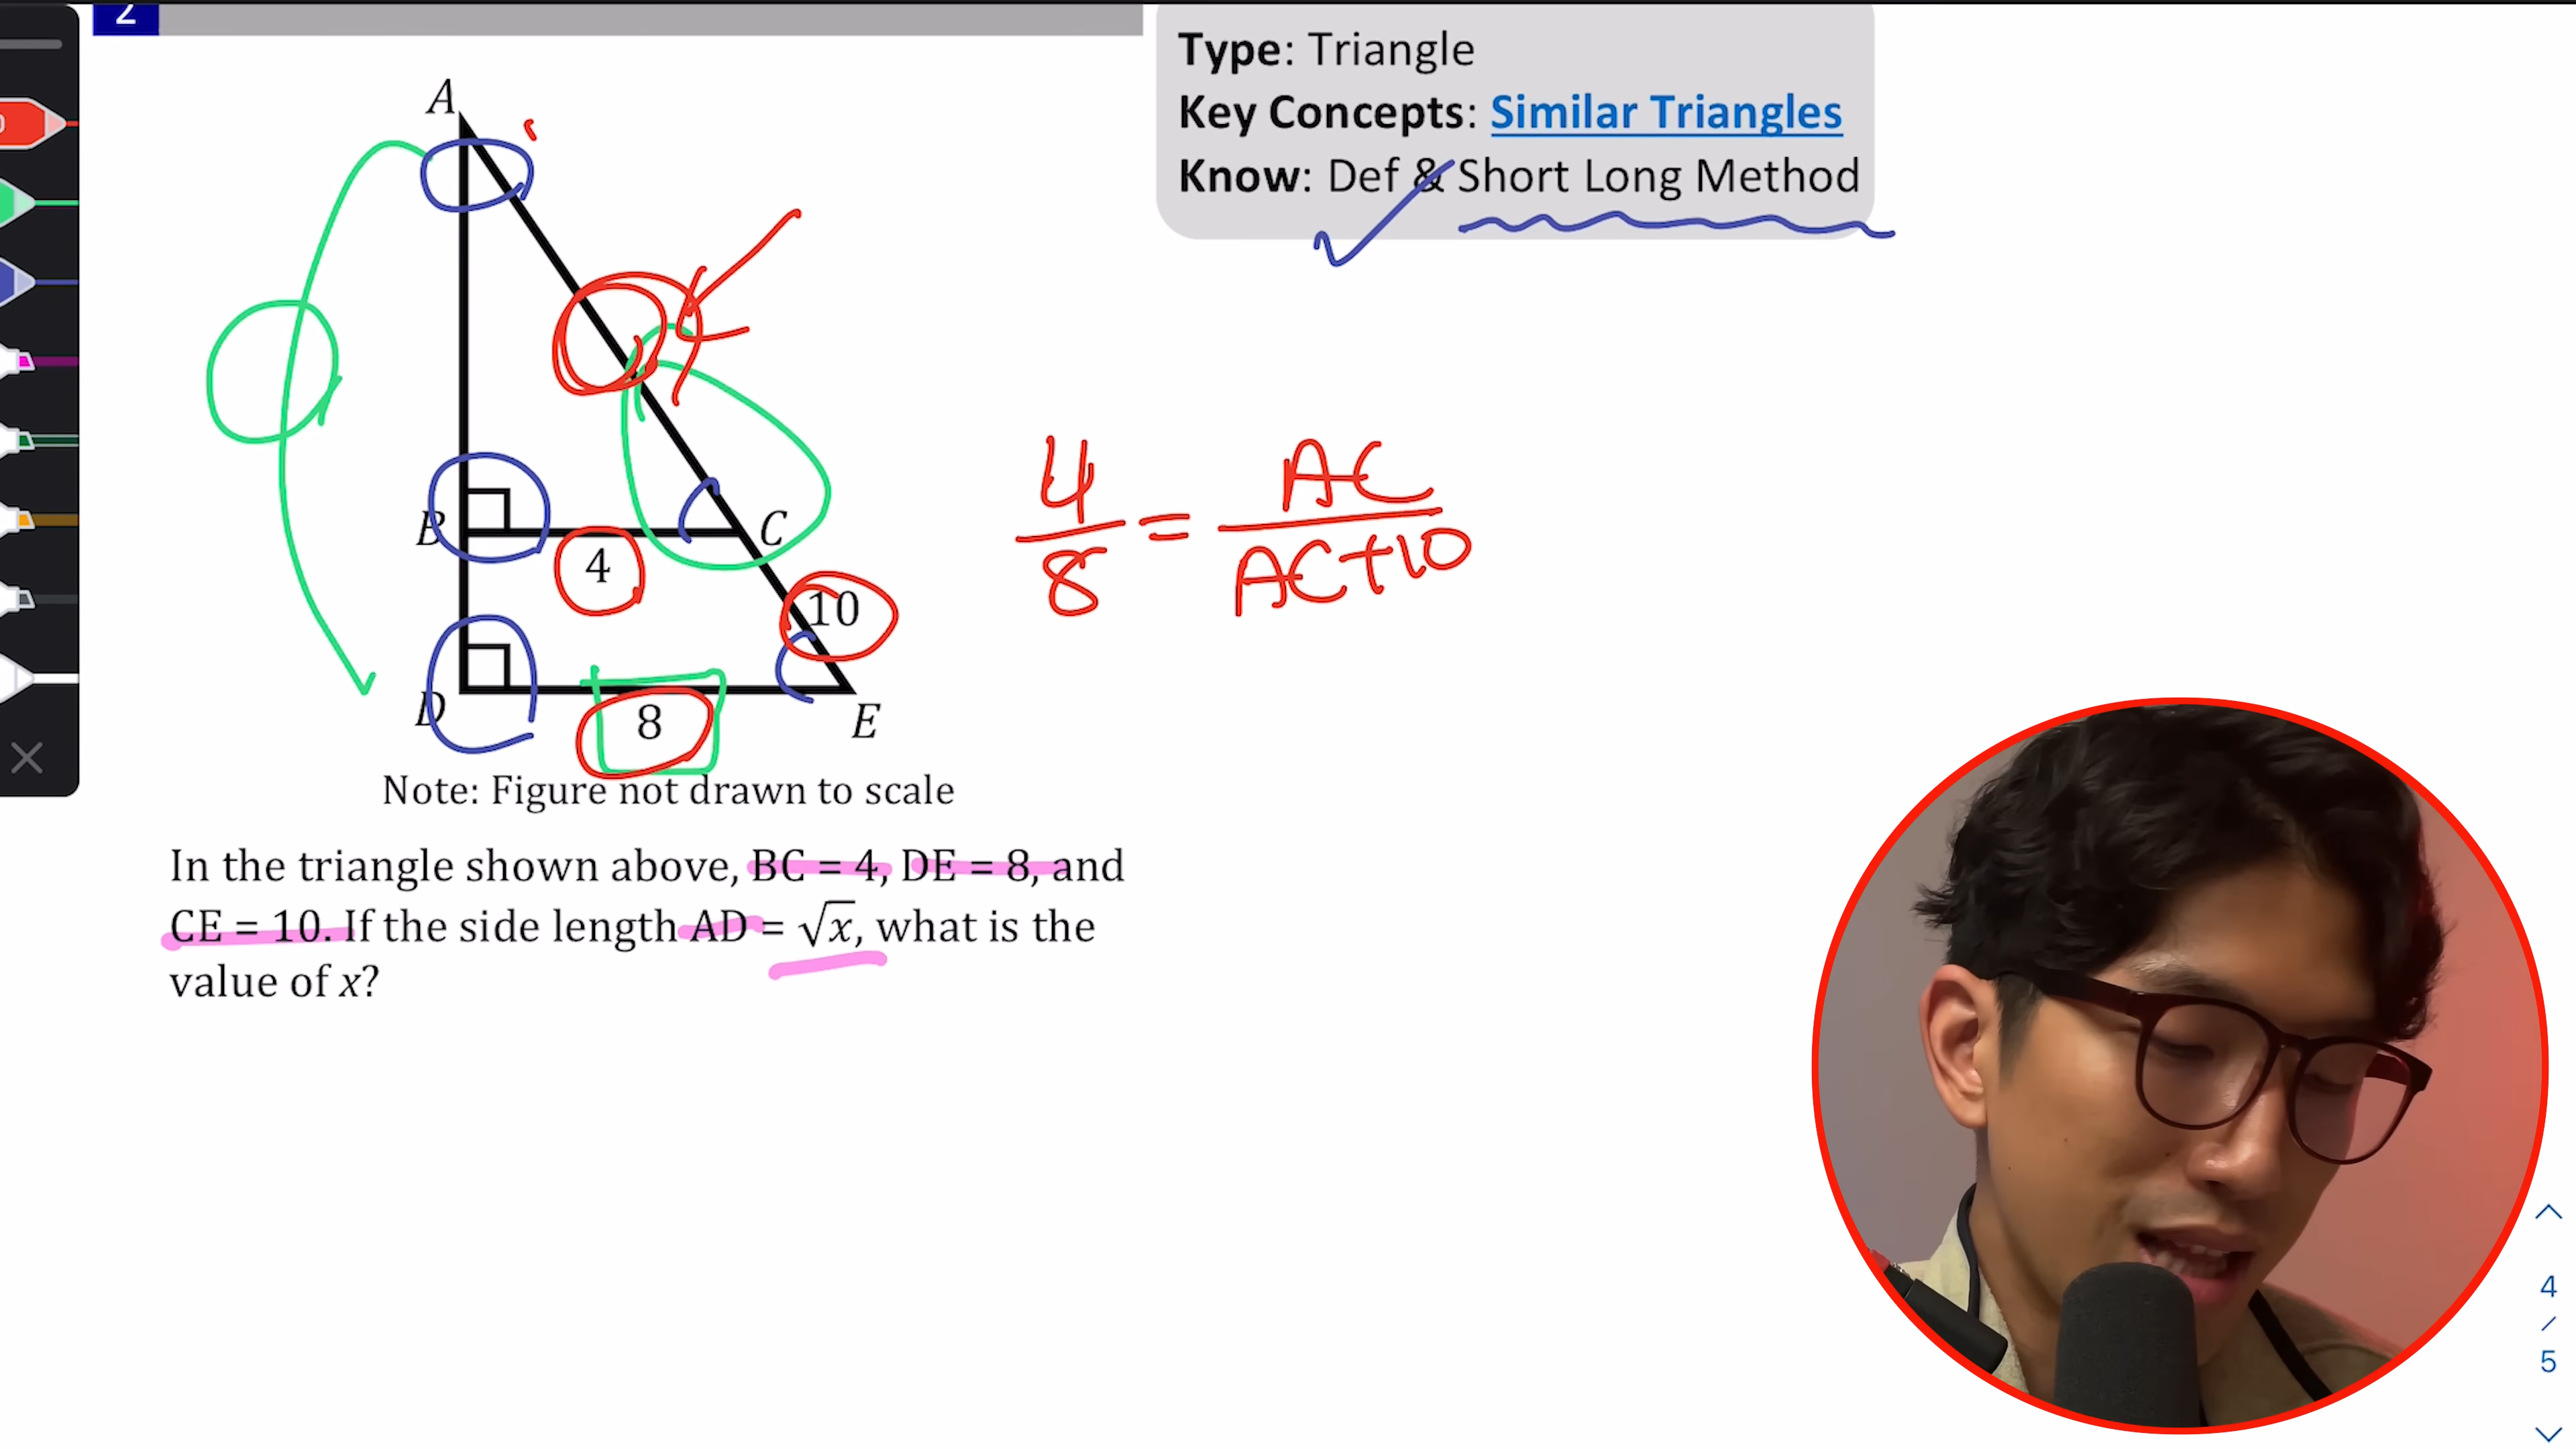 2
Type: Triangle
Key Concepts: Similar Triangles
Know: Def & Short Long Method
A
B
C
4
10
D
8
E
4/8 = AC/AC+10
Note: Figure not drawn to scale
In the triangle shown above, BC = 4, DE = 8, and
CE = 10. If the side length AD = √x, what is the
value of x?
4
/
5